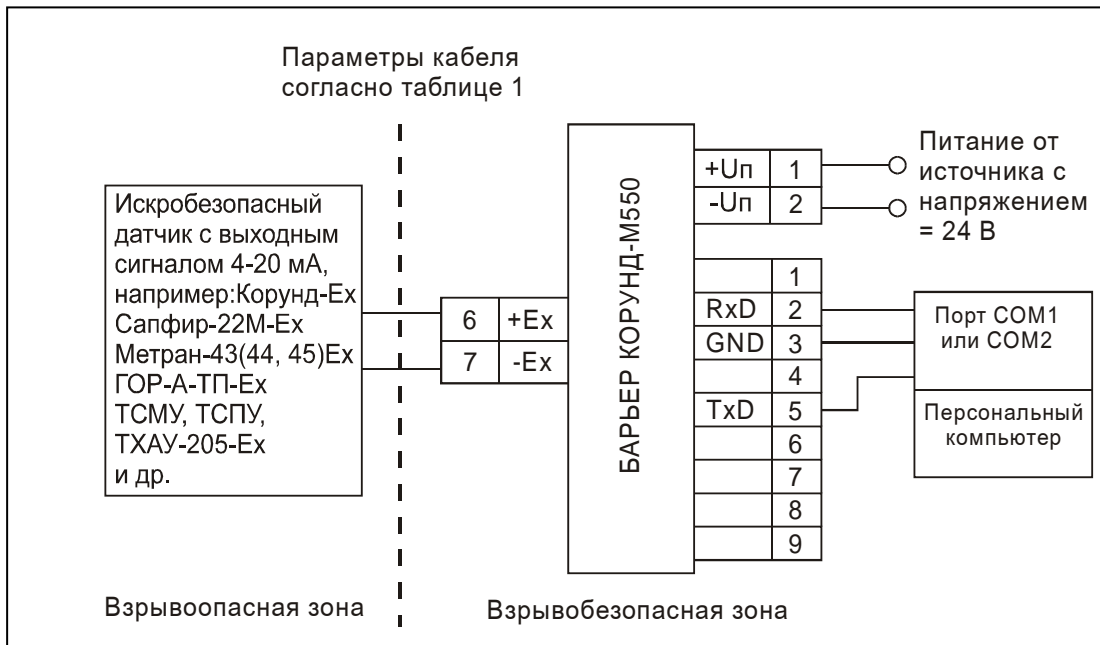 Параметры кабеля
согласно таблице 1
Искробезопасный
датчик с выходным
сигналом 4-20 мА,
например:Корунд-Ех
Сапфир-22М-Ех
Метран-43(44, 45)Ех
ГОР-А-ТП-Ех
ТСМУ, ТСПУ,
ТХАУ-205-Ех
и др.
6 +Ex
7 -Ex
БАРЬЕР КОРУНД-М550
+Uп 1
-Uп 2
Питание от
источника с
напряжением
= 24 В
1
RxD 2
GND 3
4
TxD 5
6
7
8
9
Порт COM1
или COM2
Персональный
компьютер
Взрывоопасная зона
Взрывобезопасная зона